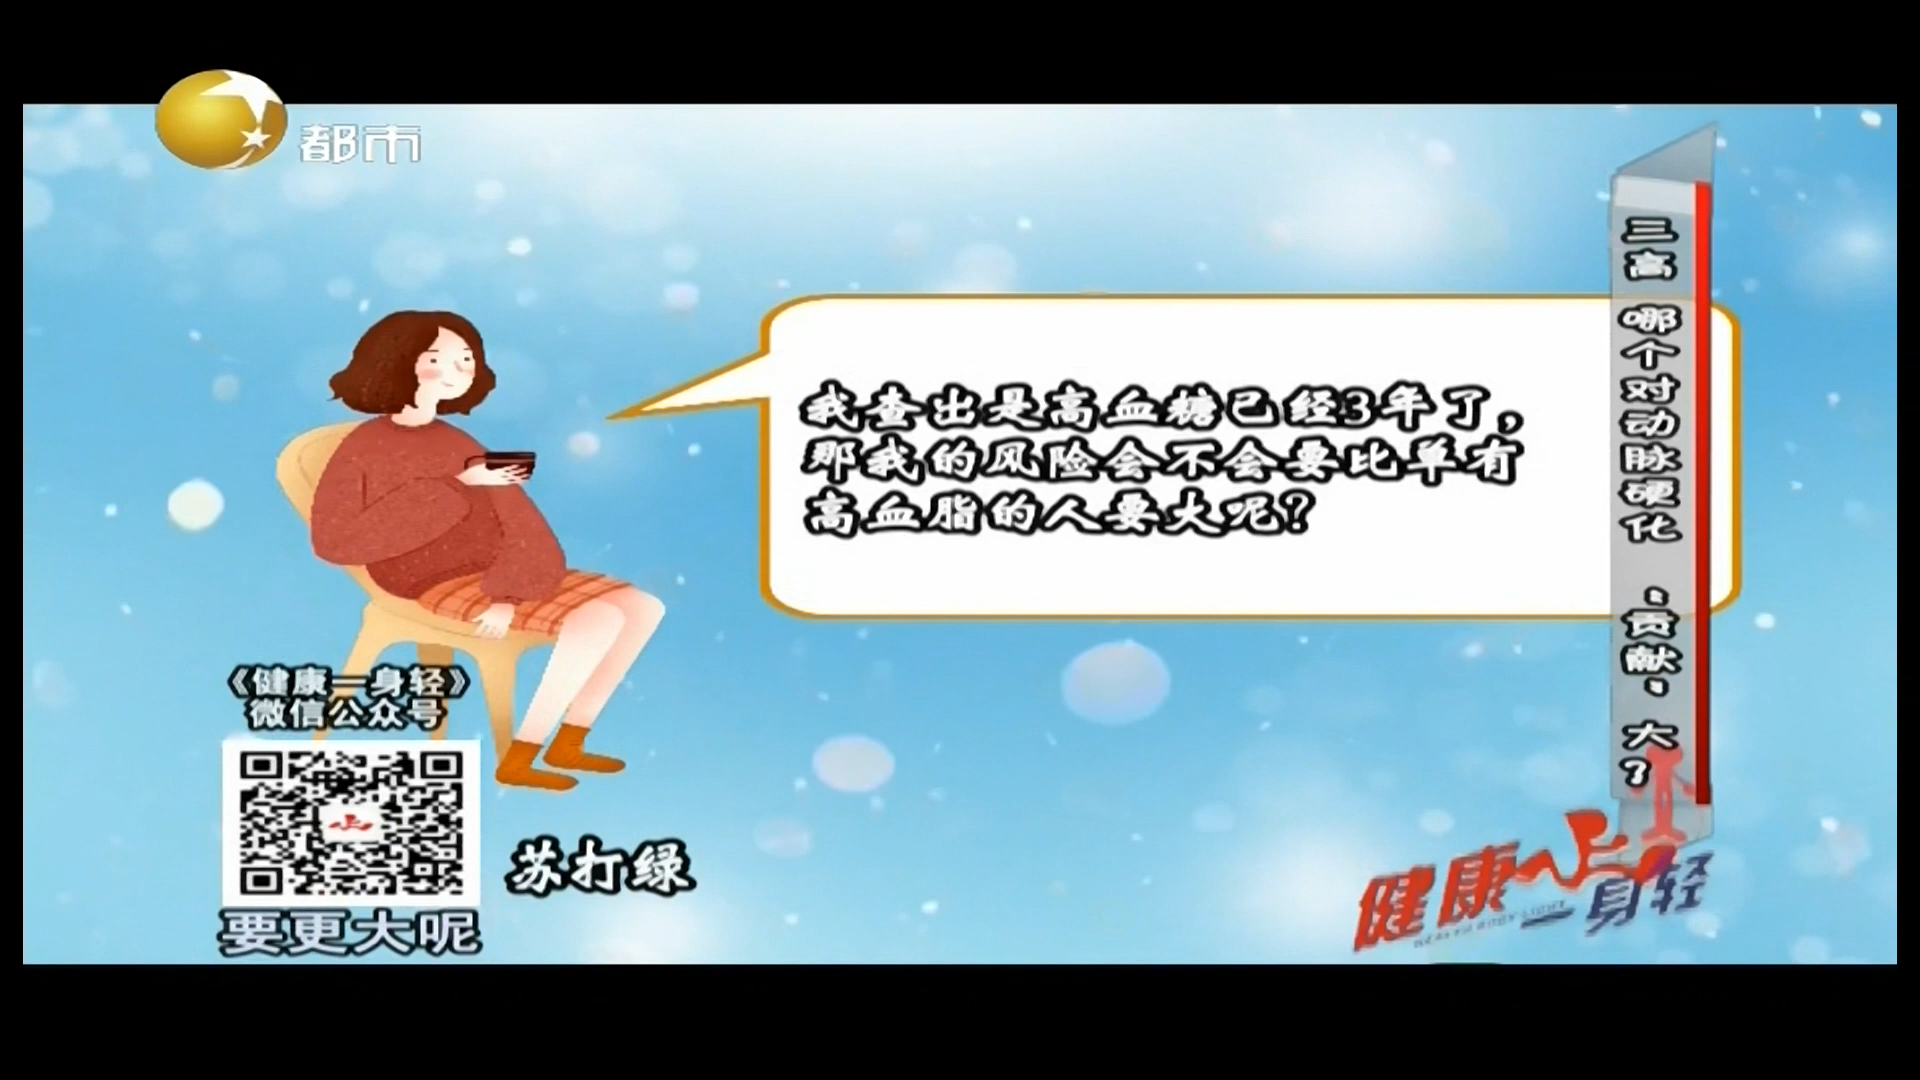 都市
我查出是高血糖已经3年了，
那我的风险会不会要比单有
高血脂的人要大呢？
三高 哪个对动脉硬化 “贡献”大？
《健康一身轻》
微信公众号
苏打绿
要更大呢
健康一身轻